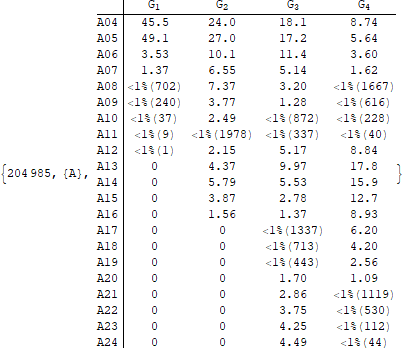 G1 G2 G3 G4
A04 45.5 24.0 18.1 8.74
A05 49.1 27.0 17.2 5.64
A06 3.53 10.1 11.4 3.60
A07 1.37 6.55 5.14 1.62
A08 <1%(702) 7.37 3.20 <1%(1667)
A09 <1%(240) 3.77 1.28 <1%(616)
A10 <1%(37) 2.49 <1%(872) <1%(228)
A11 <1%(9) <1%(1978) <1%(337) <1%(40)
A12 <1%(1) 2.15 5.17 8.84
{204985, {A}, A13 0 4.37 9.97 17.8 }
A14 0 5.79 5.53 15.9
A15 0 3.87 2.78 12.7
A16 0 1.56 1.37 8.93
A17 0 0 <1%(1337) 6.20
A18 0 0 <1%(713) 4.20
A19 0 0 <1%(443) 2.56
A20 0 0 1.70 1.09
A21 0 0 2.86 <1%(1119)
A22 0 0 3.75 <1%(530)
A23 0 0 4.25 <1%(112)
A24 0 0 4.49 <1%(44)